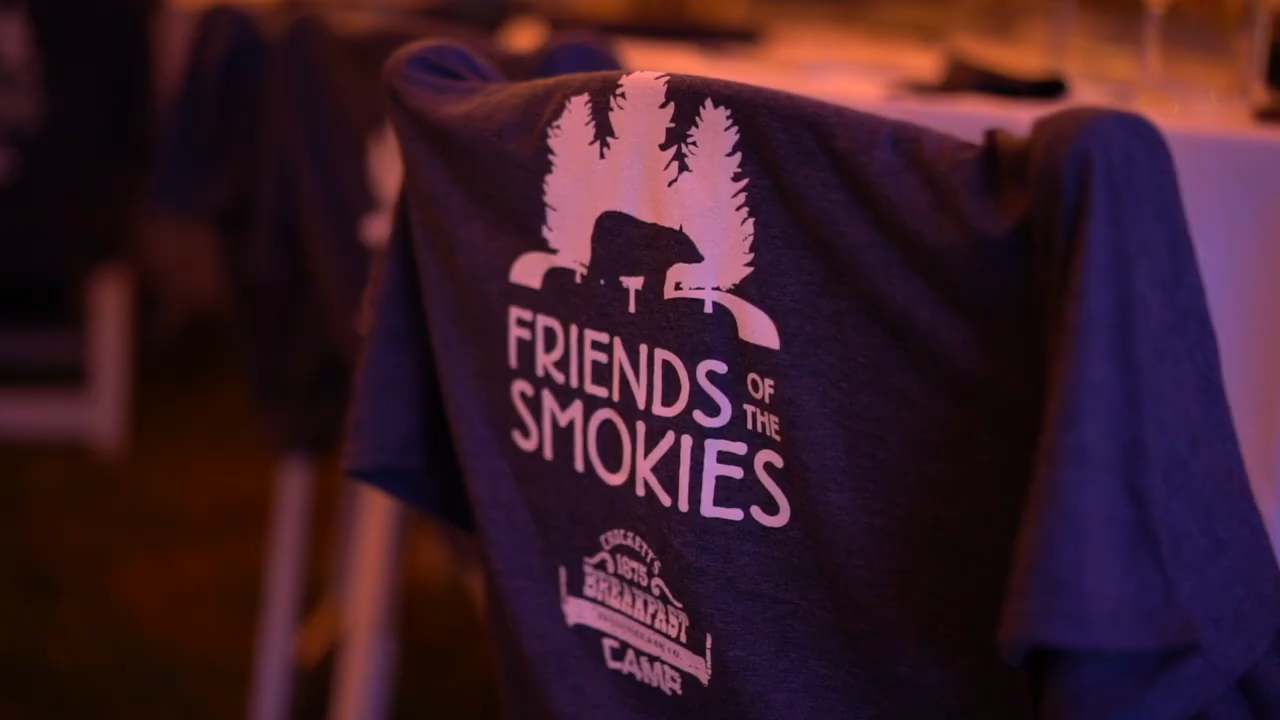 FRIENDS OF
SMOKIES THE
CROCKETT'S
1875
BREAKFAST
CAMP